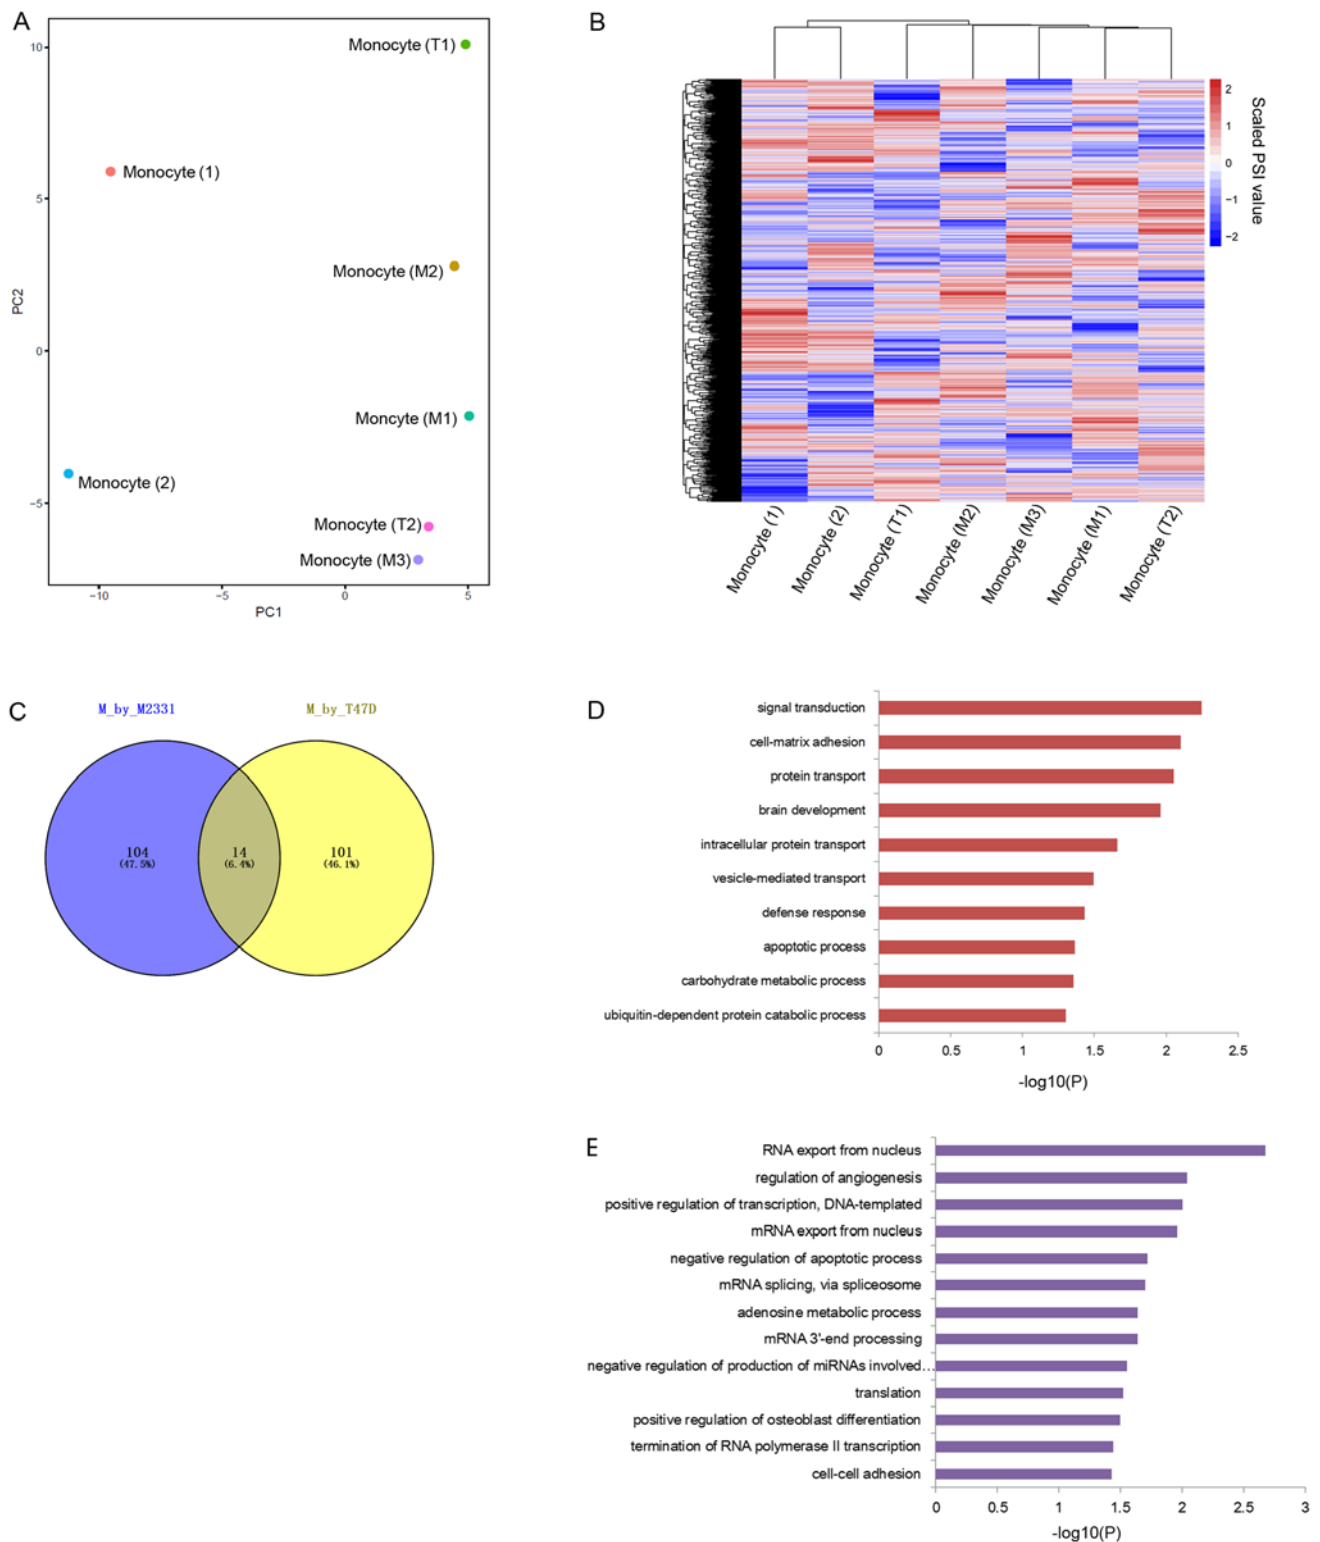 A
Monocyte (T1)
Monocyte (1)
Monocyte (M2)
Moncyte (M1)
Monocyte (2)
Monocyte (T2)
Monocyte (M3)
10
5
0
−5
PC2
−10
−5
0
5
PC1
B
2
1
0
−1
−2
Scaled PSI value
Monocyte (1)
Monocyte (2)
Monocyte (T1)
Monocyte (M2)
Monocyte (M3)
Monocyte (M1)
Monocyte (T2)
C
M_by_M2331
M_by_T47D
104
(47.5%)
14
(6.4%)
101
(46.1%)
D
signal transduction
cell-matrix adhesion
protein transport
brain development
intracellular protein transport
vesicle-mediated transport
defense response
apoptotic process
carbohydrate metabolic process
ubiquitin-dependent protein catabolic process
0 0.5 1 1.5 2 2.5
-log10(P)
E
RNA export from nucleus
regulation of angiogenesis
positive regulation of transcription, DNA-templated
mRNA export from nucleus
negative regulation of apoptotic process
mRNA splicing, via spliceosome
adenosine metabolic process
mRNA 3'-end processing
negative regulation of production of miRNAs involved...
translation
positive regulation of osteoblast differentiation
termination of RNA polymerase II transcription
cell-cell adhesion
0 0.5 1 1.5 2 2.5 3
-log10(P)